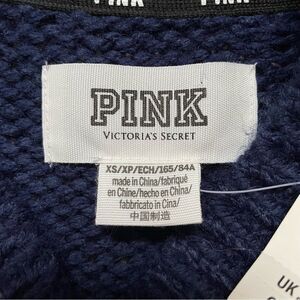 PINK
PINK
VICTORIA'S SECRET
XS/XP/ECH/165/84A
made in China/fabriqué
en Chine/hecho en China/
fabbricato in Cina/
中国制造
UK